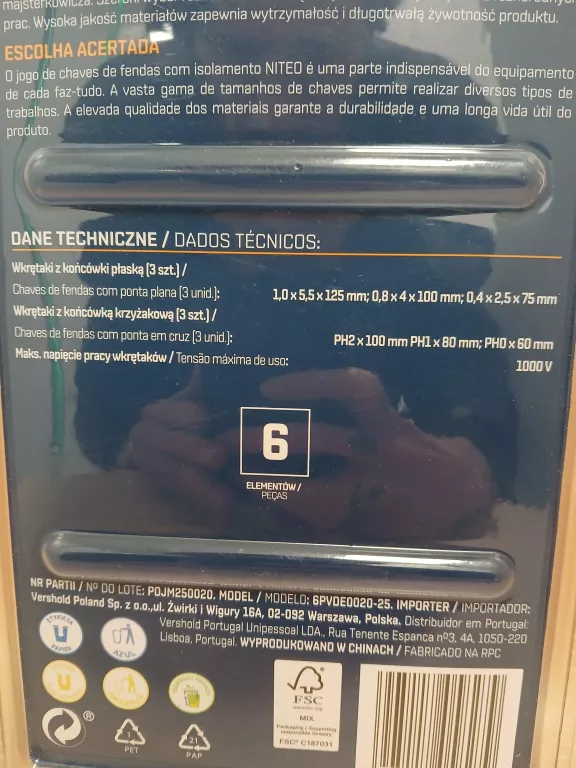 majsterkowicza.
prac. Wysoka jakość materiałów zapewnia wytrzymałość i długotrwałą żywotność produktu.
ESCOLHA ACERTADA
O jogo de chaves de fendas com isolamento NITEO é uma parte indispensável do equipamento
de cada faz-tudo. A vasta gama de tamanhos de chaves permite realizar diversos tipos de
trabalhos. A elevada qualidade dos materiais garante a durabilidade e uma longa vida útil do
produto.
DANE TECHNICZNE / DADOS TÉCNICOS:
Wkrętaki z końcówki płaską (3 szt.) /
Chaves de fendas com ponta plana (3 unid.): 1,0 x 5,5 x 125 mm; 0,8 x 4 x 100 mm; 0,4 x 2,5 x 75 mm
Wkrętaki z końcówką krzyżakową (3 szt.) /
Chaves de fendas com ponta em cruz (3 unid.): PH2 x 100 mm PH1 x 80 mm; PH0 x 60 mm
Maks. napięcie pracy wkrętaków / Tensão máxima de uso: 1000 V
6
ELEMENTÓW /
PEÇAS
NR PARTII / Nº DO LOTE: POJM250020. MODEL / MODELO: 6PVDE0020-25. IMPORTER / IMPORTADOR:
Vershold Poland Sp. z o.o.,ul. Żwirki i Wigury 16A, 02-092 Warszawa, Polska. Distribuidor em Portugal:
Vershold Portugal Unipessoal LDA., Rua Tenente Espanca nº3, 4A, 1050-220
Lisboa, Portugal. WYPRODUKOWANO W CHINACH / FABRICADO NA RPC
ETYKIETA
PAPIER
AZUL
®
1
PET
21
PAP
FSC
www.fsc.org
MIX
Packaging | Supporting
responsible forestry
FSC® C187031